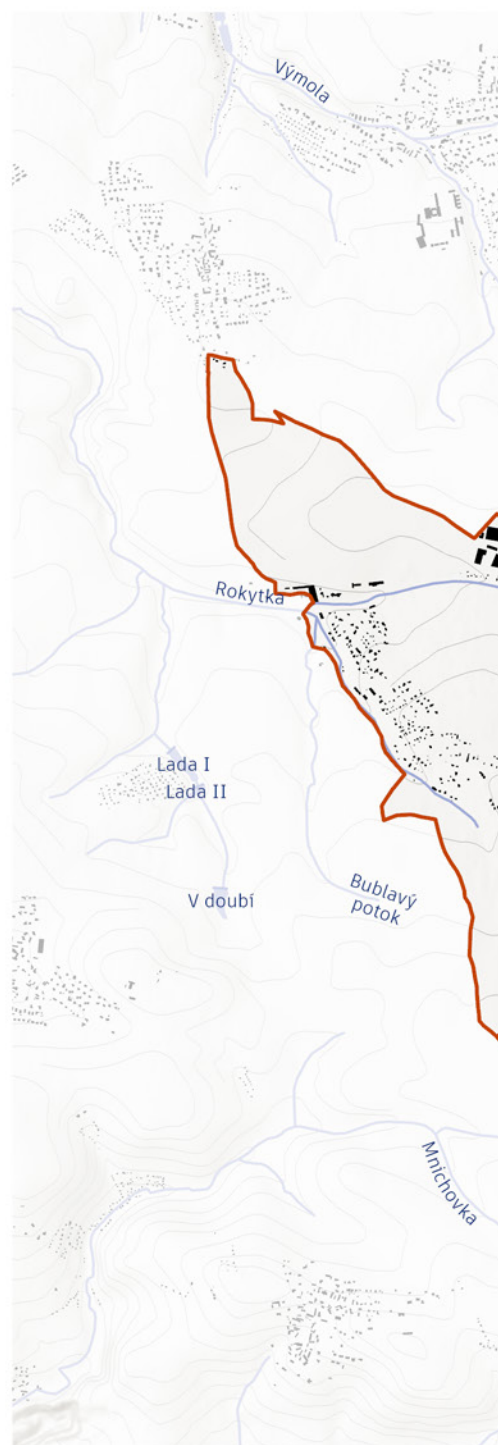 Výmola
Rokytka
Lada I
Lada II
V doubí
Bublavý
potok
Mnichovka